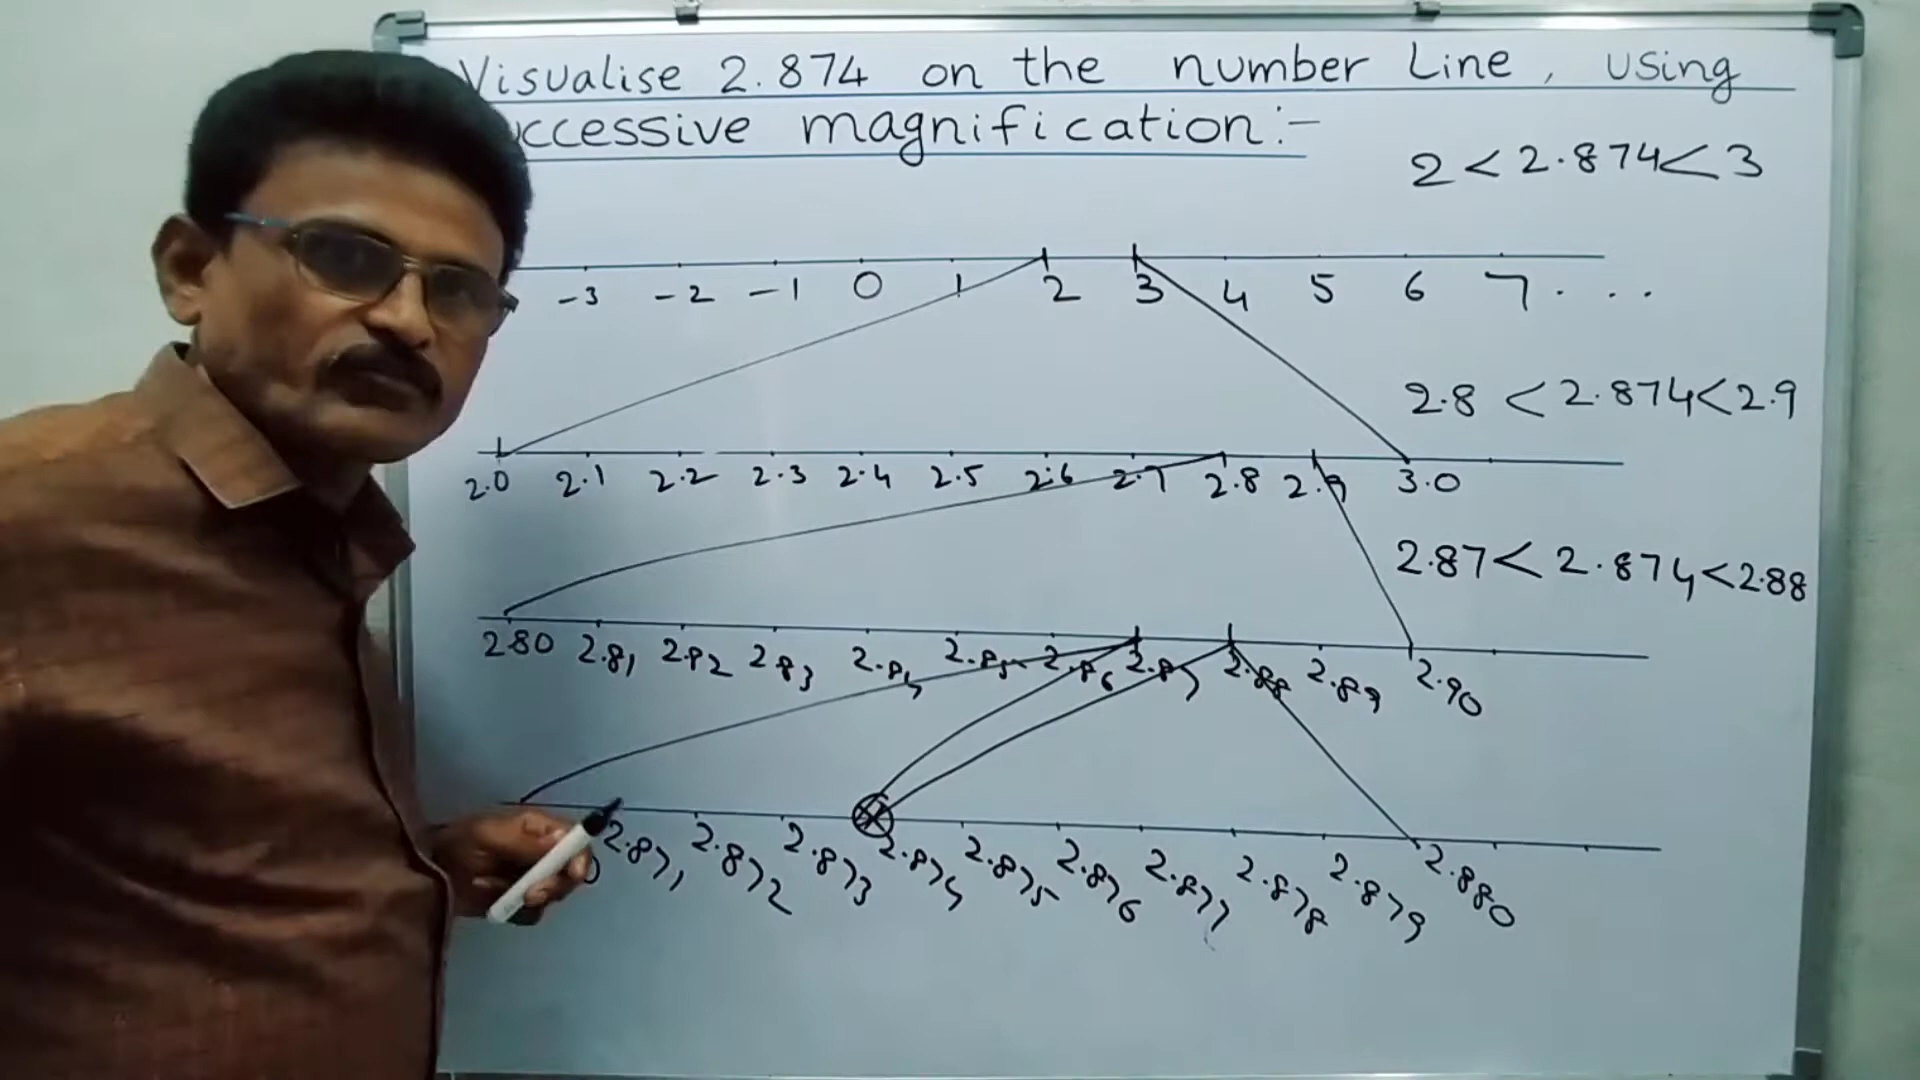 Visualise 2.874 on the number Line, using
uccessive magnification:-
2 < 2.874 < 3
-3 -2 -1 0 1 2 3 4 5 6 7 . . .
2.8 < 2.874 < 2.9
2.0 2.1 2.2 2.3 2.4 2.5 2.6 2.7 2.8 2.9 3.0
2.87 < 2.874 < 2.88
2.80 2.81 2.82 2.83 2.84 2.85 2.86 2.87 2.88 2.89 2.90
0 2.871 2.872 2.873 2.874 2.875 2.876 2.877 2.878 2.879 2.880